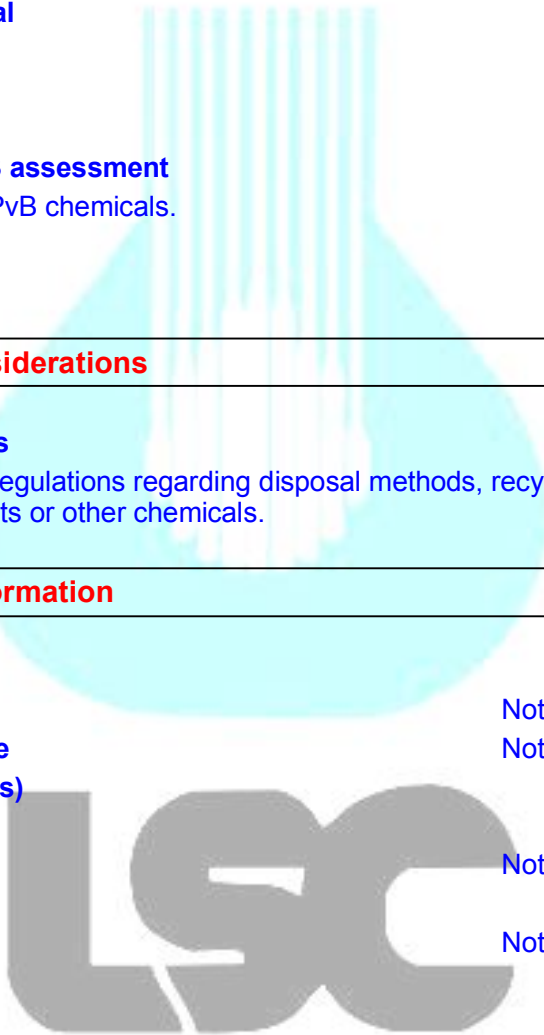 al
assessment
PvB chemicals.
siderations
s
egulations regarding disposal methods, recy
ts or other chemicals.
ormation
Not
e Not
s)
Not
Not
LSC